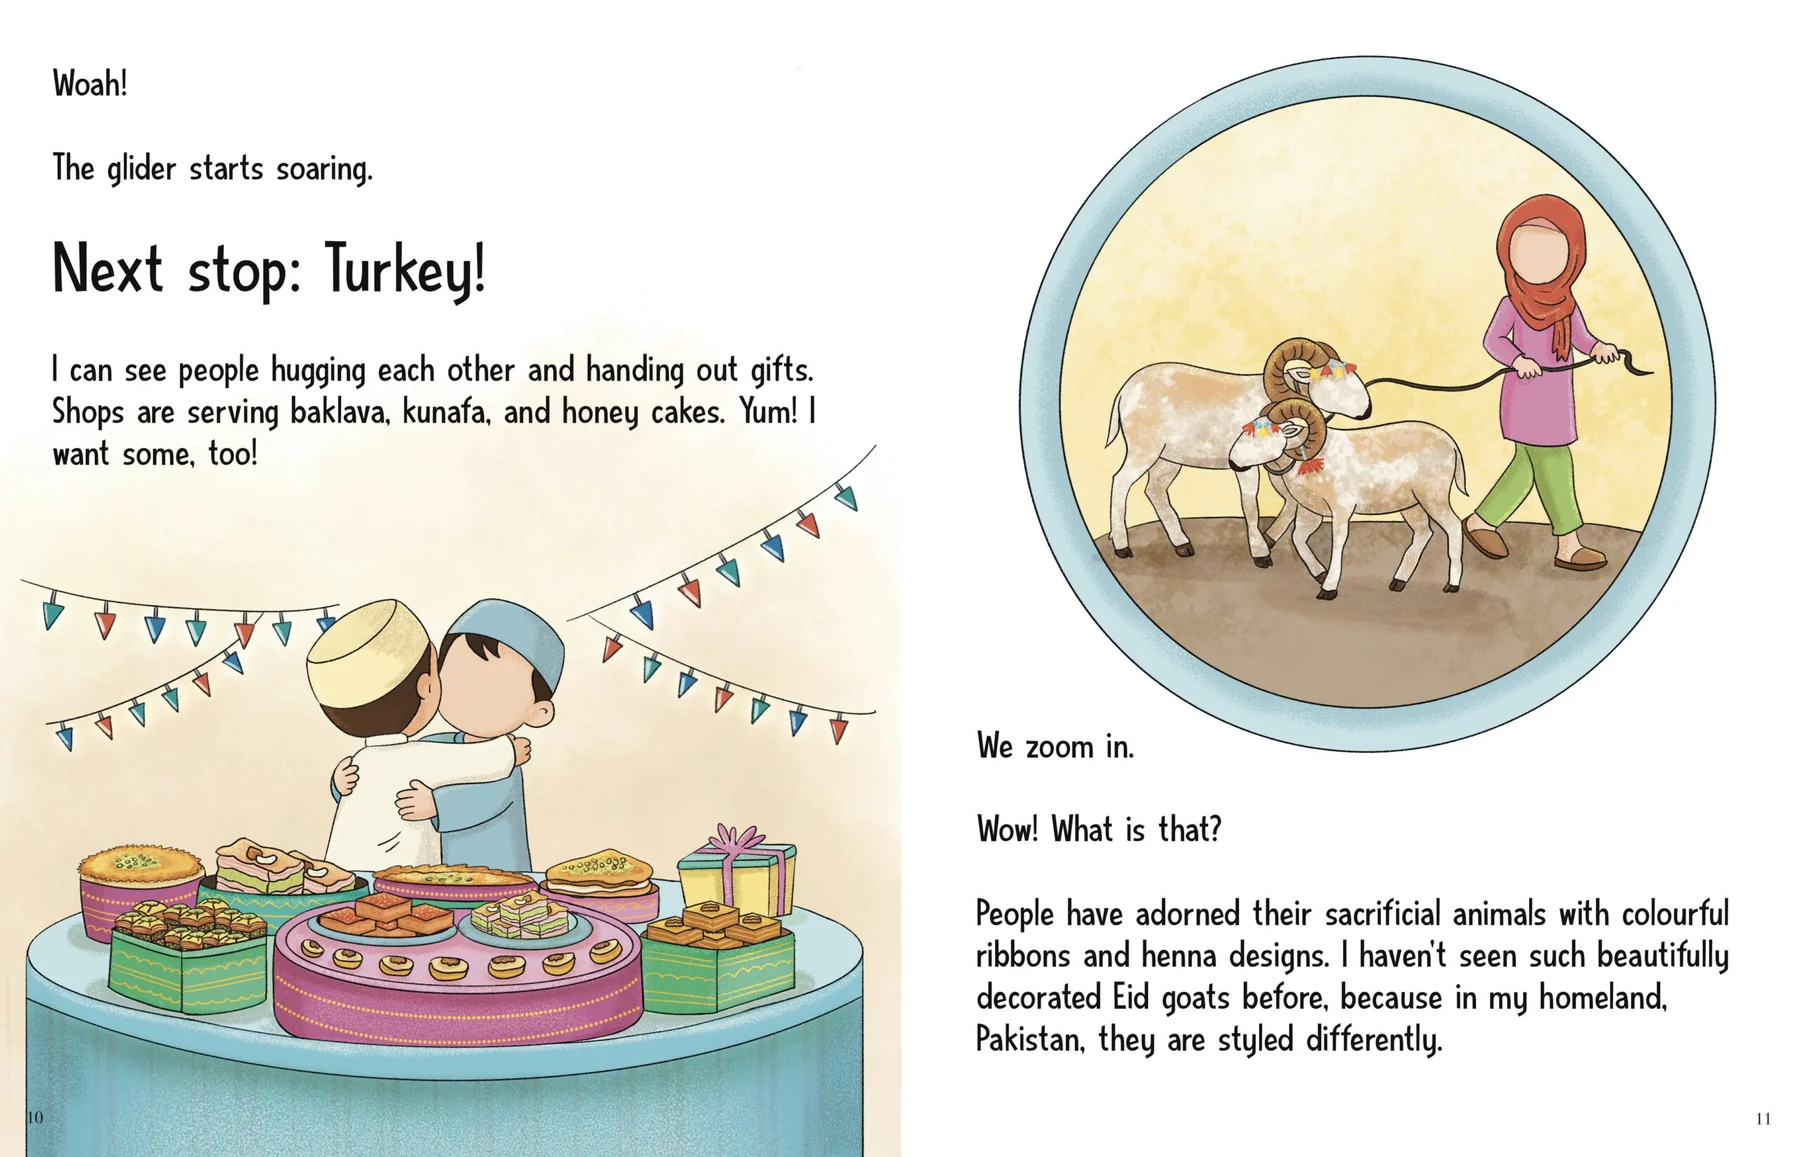 Woah!
The glider starts soaring.
Next stop: Turkey!
I can see people hugging each other and handing out gifts.
Shops are serving baklava, kunafa, and honey cakes. Yum! I
want some, too!
10
We zoom in.
Wow! What is that?
People have adorned their sacrificial animals with colourful
ribbons and henna designs. I haven't seen such beautifully
decorated Eid goats before, because in my homeland,
Pakistan, they are styled differently.
11